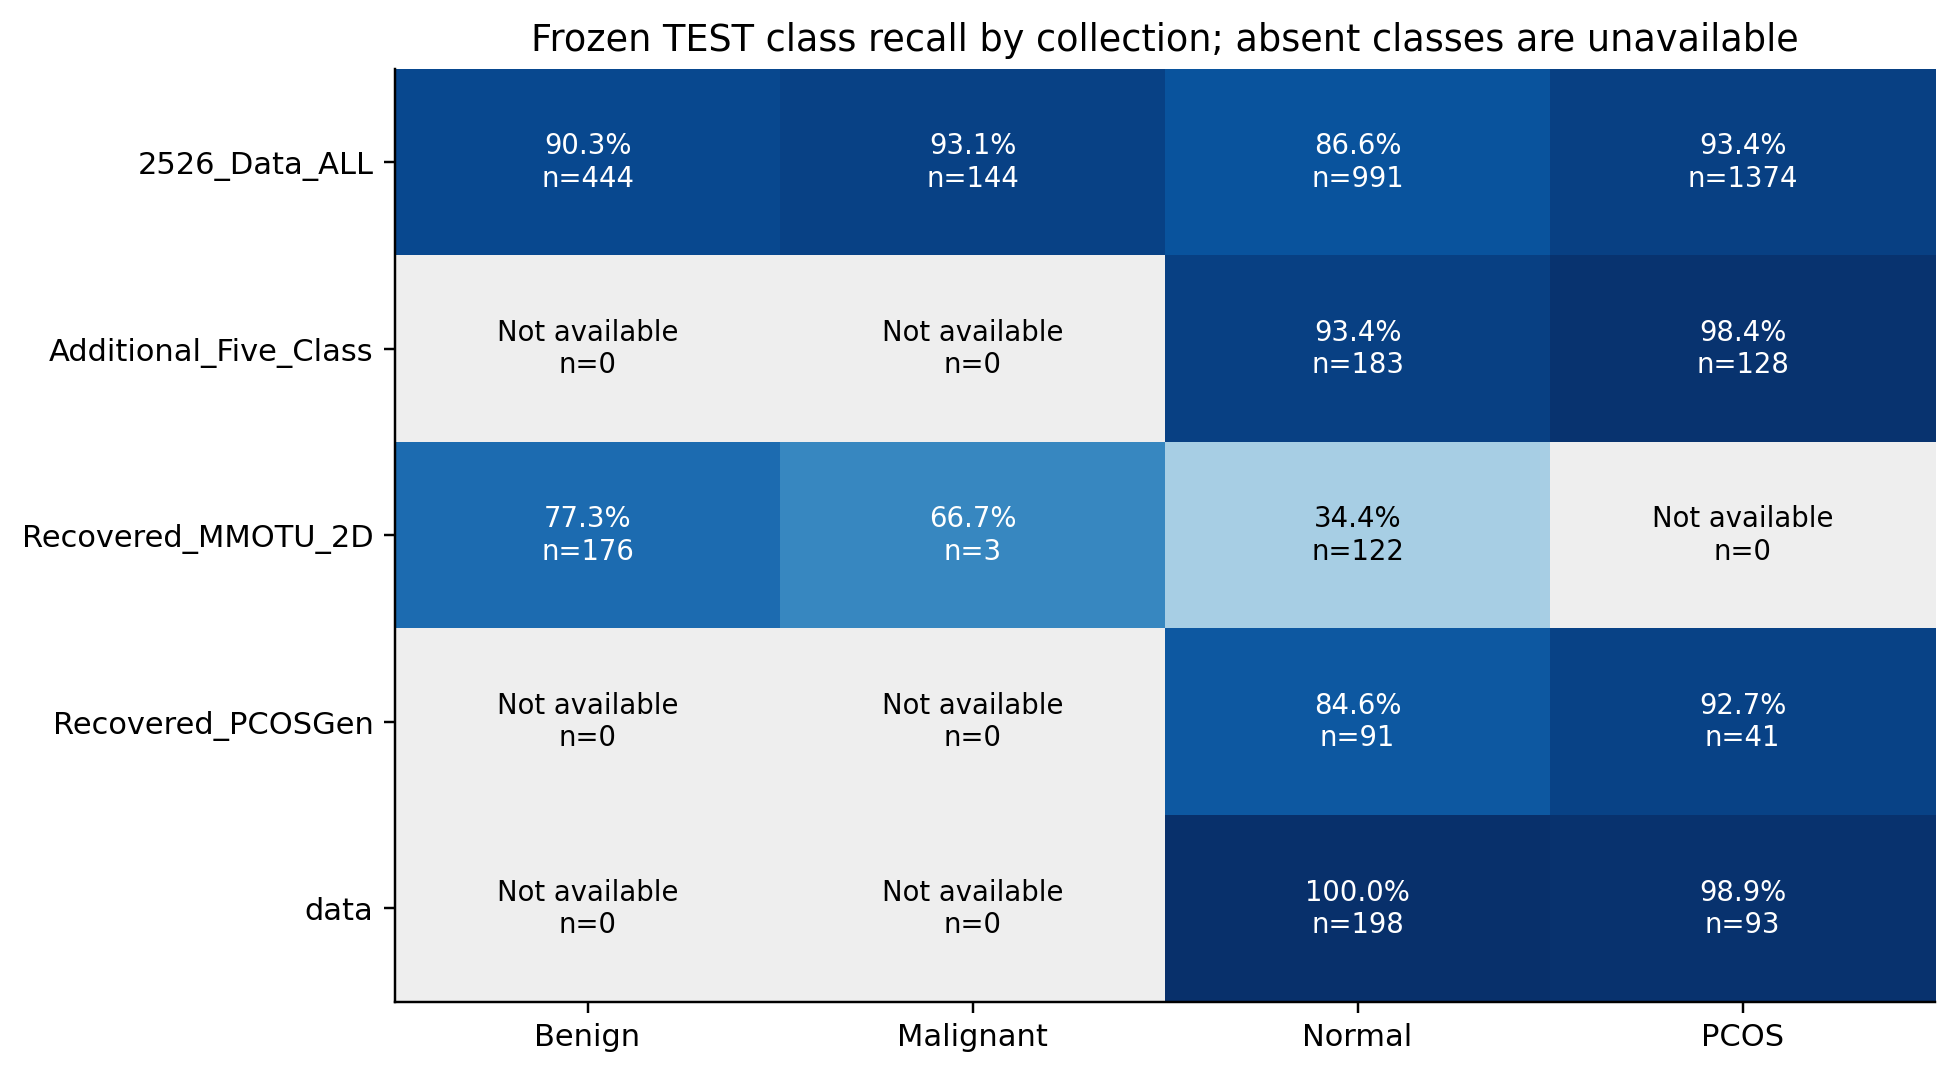 Frozen TEST class recall by collection; absent classes are unavailable
2526_Data_ALL
90.3%
n=444
93.1%
n=144
86.6%
n=991
93.4%
n=1374
Additional_Five_Class
Not available
n=0
Not available
n=0
93.4%
n=183
98.4%
n=128
Recovered_MMOTU_2D
77.3%
n=176
66.7%
n=3
34.4%
n=122
Not available
n=0
Recovered_PCOSGen
Not available
n=0
Not available
n=0
84.6%
n=91
92.7%
n=41
data
Not available
n=0
Not available
n=0
100.0%
n=198
98.9%
n=93
Benign
Malignant
Normal
PCOS